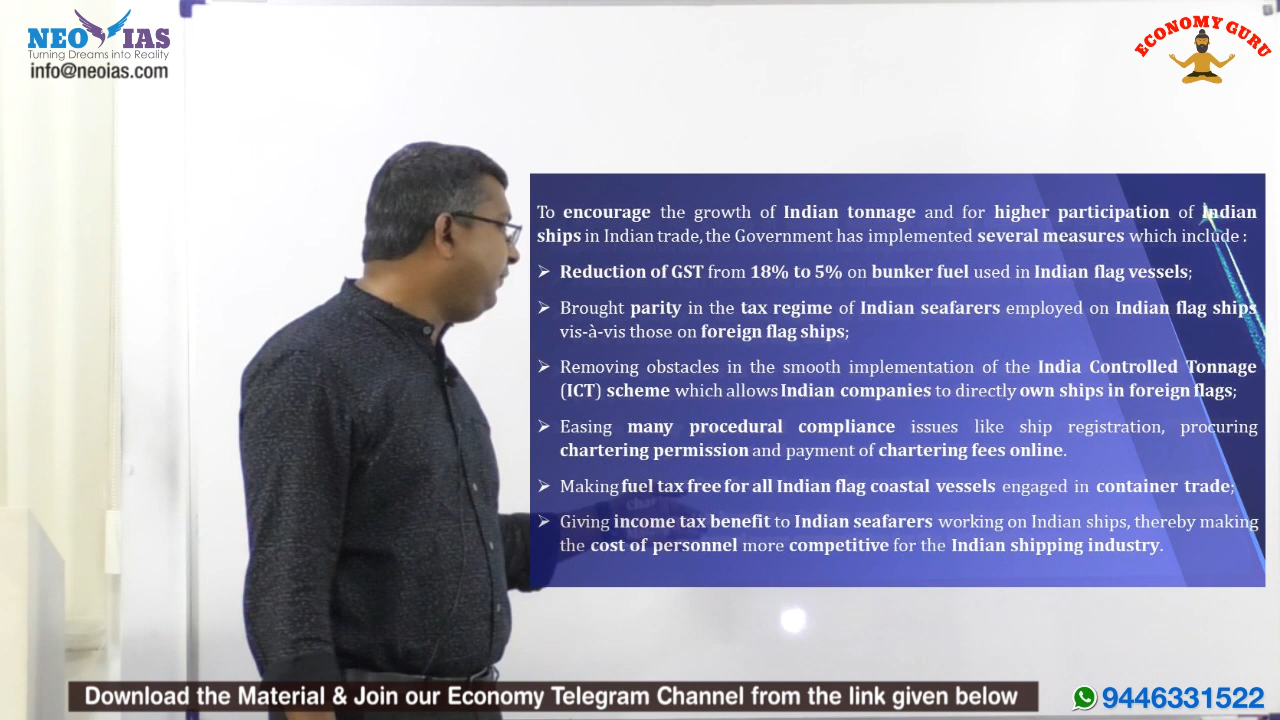 NEO IAS
Turning Dreams into Reality
info@neoias.com
ECONOMY GURU
To encourage the growth of Indian tonnage and for higher participation of Indian
ships in Indian trade, the Government has implemented several measures which include :
➢ Reduction of GST from 18% to 5% on bunker fuel used in Indian flag vessels;
➢ Brought parity in the tax regime of Indian seafarers employed on Indian flag ships
vis-à-vis those on foreign flag ships;
➢ Removing obstacles in the smooth implementation of the India Controlled Tonnage
(ICT) scheme which allows Indian companies to directly own ships in foreign flags;
➢ Easing many procedural compliance issues like ship registration, procuring
chartering permission and payment of chartering fees online.
➢ Making fuel tax free for all Indian flag coastal vessels engaged in container trade;
➢ Giving income tax benefit to Indian seafarers working on Indian ships, thereby making
the cost of personnel more competitive for the Indian shipping industry.
Download the Material & Join our Economy Telegram Channel from the link given below
9446331522